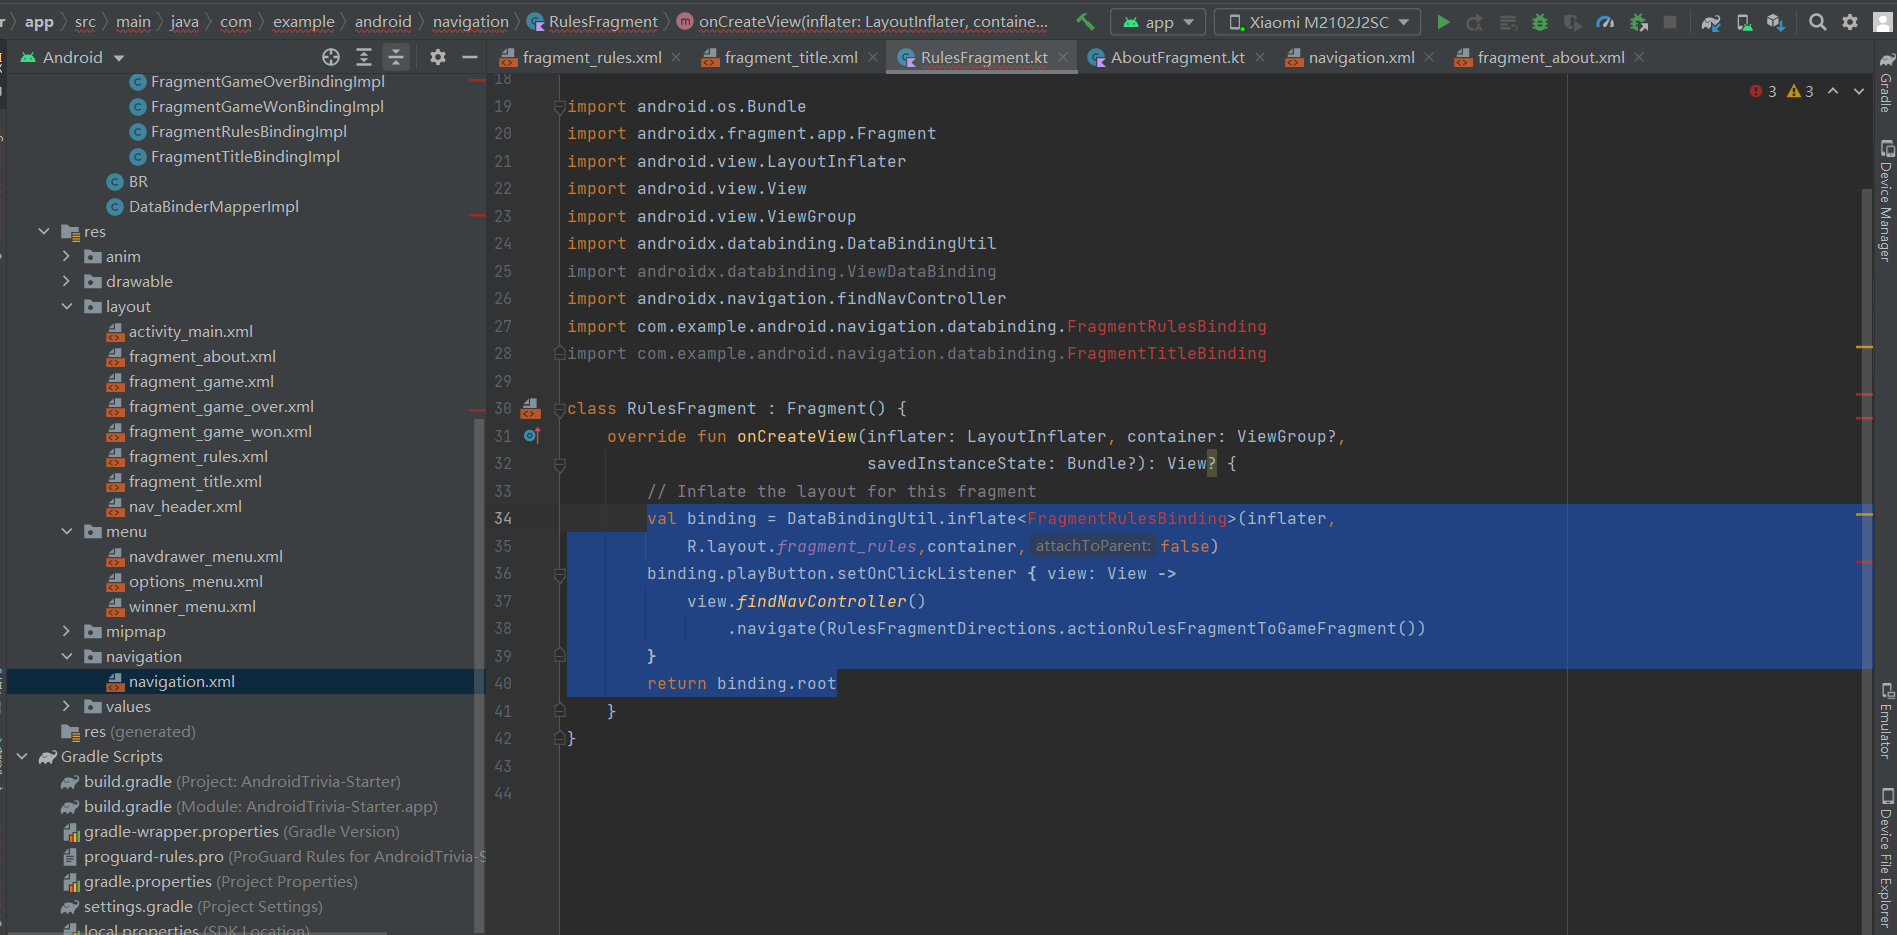 app src main java com example android navigation RulesFragment onCreateView(inflater: LayoutInflater, containe... app Xiaomi M2102J2SC
Android
fragment_rules.xml fragment_title.xml RulesFragment.kt AboutFragment.kt navigation.xml fragment_about.xml
FragmentGameOverBindingImpl
FragmentGameWonBindingImpl
FragmentRulesBindingImpl
FragmentTitleBindingImpl
BR
DataBinderMapperImpl
res
anim
drawable
layout
activity_main.xml
fragment_about.xml
fragment_game.xml
fragment_game_over.xml
fragment_game_won.xml
fragment_rules.xml
fragment_title.xml
nav_header.xml
menu
navdrawer_menu.xml
options_menu.xml
winner_menu.xml
mipmap
navigation
navigation.xml
values
res (generated)
Gradle Scripts
build.gradle (Project: AndroidTrivia-Starter)
build.gradle (Module: AndroidTrivia-Starter.app)
gradle-wrapper.properties (Gradle Version)
proguard-rules.pro (ProGuard Rules for AndroidTrivia-S
gradle.properties (Project Properties)
settings.gradle (Project Settings)
local.properties (SDK Location)
3 3
18
19 import android.os.Bundle
20 import androidx.fragment.app.Fragment
21 import android.view.LayoutInflater
22 import android.view.View
23 import android.view.ViewGroup
24 import androidx.databinding.DataBindingUtil
25 import androidx.databinding.ViewDataBinding
26 import androidx.navigation.findNavController
27 import com.example.android.navigation.databinding.FragmentRulesBinding
28 import com.example.android.navigation.databinding.FragmentTitleBinding
29
30 class RulesFragment : Fragment() {
31 override fun onCreateView(inflater: LayoutInflater, container: ViewGroup?,
32 savedInstanceState: Bundle?): View? {
33 // Inflate the layout for this fragment
34 val binding = DataBindingUtil.inflate<FragmentRulesBinding>(inflater,
35 R.layout.fragment_rules,container, attachToParent: false)
36 binding.playButton.setOnClickListener { view: View ->
37 view.findNavController()
38 .navigate(RulesFragmentDirections.actionRulesFragmentToGameFragment())
39 }
40 return binding.root
41 }
42 }
43
44
Gradle
Device Manager
Emulator
Device File Explorer